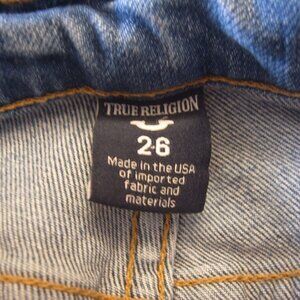 TRUE RELIGION
26
Made in the USA
of imported
fabric and
materials